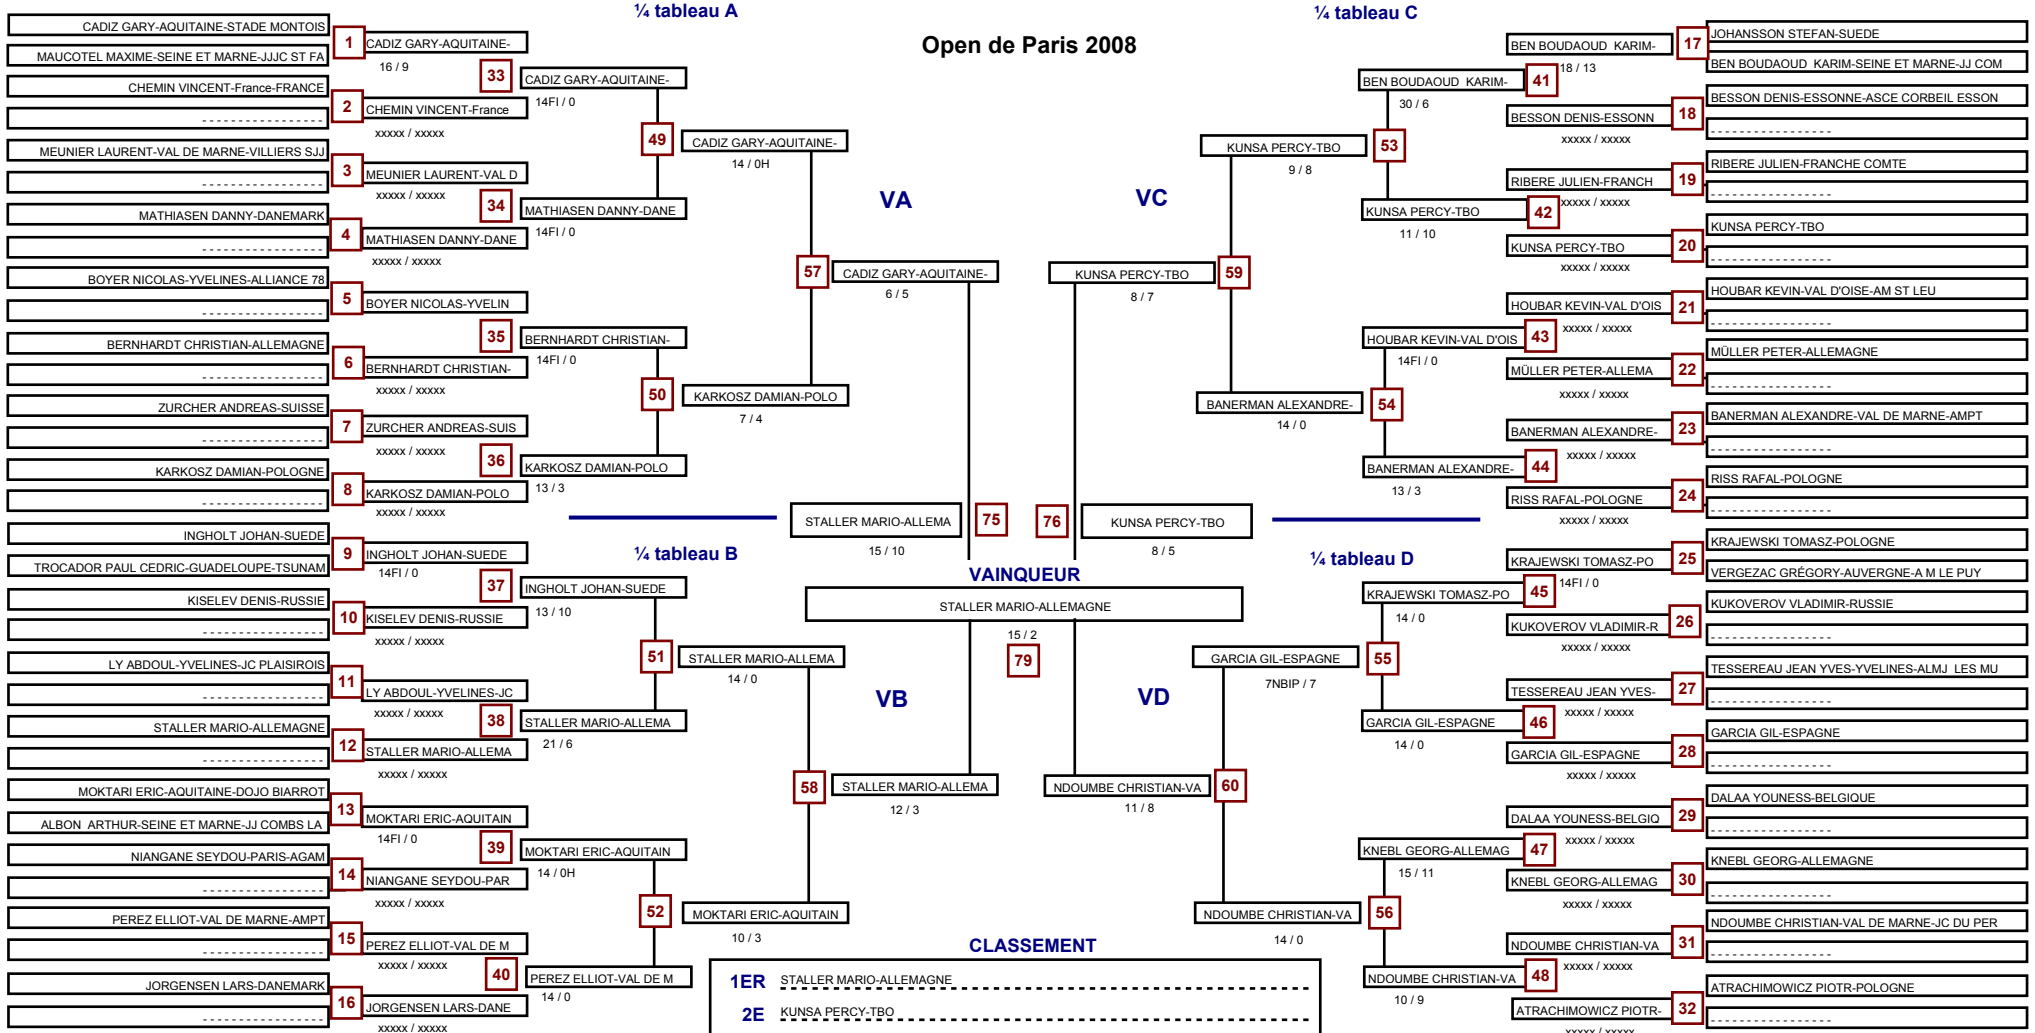 ¼ tableau A
¼ tableau C
Open de Paris 2008
CADIZ GARY-AQUITAINE-STADE MONTOIS
1
CADIZ GARY-AQUITAINE-
MAUCOTEL MAXIME-SEINE ET MARNE-JJJC ST FA
16 / 9
33
CADIZ GARY-AQUITAINE-
14FI / 0
CHEMIN VINCENT-France-FRANCE
2
CHEMIN VINCENT-France
- - - - - - - - - - - - - - - -
xxxxx / xxxxx
49
CADIZ GARY-AQUITAINE-
14 / 0H
MEUNIER LAURENT-VAL DE MARNE-VILLIERS SJJ
3
MEUNIER LAURENT-VAL D
- - - - - - - - - - - - - - - -
xxxxx / xxxxx
34
MATHIASEN DANNY-DANE
14FI / 0
MATHIASEN DANNY-DANEMARK
4
MATHIASEN DANNY-DANE
- - - - - - - - - - - - - - - -
xxxxx / xxxxx
VA
57
CADIZ GARY-AQUITAINE-
6 / 5
BOYER NICOLAS-YVELINES-ALLIANCE 78
5
BOYER NICOLAS-YVELIN
- - - - - - - - - - - - - - - -
35
BERNHARDT CHRISTIAN-
14FI / 0
BERNHARDT CHRISTIAN-ALLEMAGNE
6
BERNHARDT CHRISTIAN-
- - - - - - - - - - - - - - - -
xxxxx / xxxxx
50
KARKOSZ DAMIAN-POLO
7 / 4
ZURCHER ANDREAS-SUISSE
7
ZURCHER ANDREAS-SUIS
- - - - - - - - - - - - - - - -
xxxxx / xxxxx
36
KARKOSZ DAMIAN-POLO
13 / 3
KARKOSZ DAMIAN-POLOGNE
8
KARKOSZ DAMIAN-POLO
- - - - - - - - - - - - - - - -
xxxxx / xxxxx
BEN BOUDAOUD  KARIM-
17
JOHANSSON STEFAN-SUEDE
BEN BOUDAOUD  KARIM-SEINE ET MARNE-JJ COM
18 / 13
BEN BOUDAOUD  KARIM-
41
30 / 6
BESSON DENIS-ESSONN
18
BESSON DENIS-ESSONNE-ASCE CORBEIL ESSON
- - - - - - - - - - - - - - - -
xxxxx / xxxxx
KUNSA PERCY-TBO
53
9 / 8
RIBERE JULIEN-FRANCH
19
RIBERE JULIEN-FRANCHE COMTE
- - - - - - - - - - - - - - - -
xxxxx / xxxxx
VC
KUNSA PERCY-TBO
42
11 / 10
KUNSA PERCY-TBO
20
KUNSA PERCY-TBO
- - - - - - - - - - - - - - - -
xxxxx / xxxxx
KUNSA PERCY-TBO
59
8 / 7
HOUBAR KEVIN-VAL D'OIS
21
HOUBAR KEVIN-VAL D'OISE-AM ST LEU
- - - - - - - - - - - - - - - -
xxxxx / xxxxx
HOUBAR KEVIN-VAL D'OIS
43
14FI / 0
MÜLLER PETER-ALLEMA
22
MÜLLER PETER-ALLEMAGNE
- - - - - - - - - - - - - - - -
xxxxx / xxxxx
BANERMAN ALEXANDRE-
54
14 / 0
BANERMAN ALEXANDRE-
23
BANERMAN ALEXANDRE-VAL DE MARNE-AMPT
- - - - - - - - - - - - - - - -
xxxxx / xxxxx
BANERMAN ALEXANDRE-
44
13 / 3
RISS RAFAL-POLOGNE
24
RISS RAFAL-POLOGNE
- - - - - - - - - - - - - - - -
xxxxx / xxxxx
STALLER MARIO-ALLEMA
75
76
KUNSA PERCY-TBO
15 / 10
8 / 5
¼ tableau B
¼ tableau D
VAINQUEUR
STALLER MARIO-ALLEMAGNE
15 / 2
79
INGHOLT JOHAN-SUEDE
9
INGHOLT JOHAN-SUEDE
TROCADOR PAUL CEDRIC-GUADELOUPE-TSUNAM
14FI / 0
37
INGHOLT JOHAN-SUEDE
13 / 10
KISELEV DENIS-RUSSIE
10
KISELEV DENIS-RUSSIE
- - - - - - - - - - - - - - - -
xxxxx / xxxxx
51
STALLER MARIO-ALLEMA
14 / 0
LY ABDOUL-YVELINES-JC PLAISIROIS
11
LY ABDOUL-YVELINES-JC
- - - - - - - - - - - - - - - -
xxxxx / xxxxx
38
STALLER MARIO-ALLEMA
21 / 6
STALLER MARIO-ALLEMAGNE
12
STALLER MARIO-ALLEMA
- - - - - - - - - - - - - - - -
xxxxx / xxxxx
VB
58
STALLER MARIO-ALLEMA
12 / 3
MOKTARI ERIC-AQUITAINE-DOJO BIARROT
13
MOKTARI ERIC-AQUITAIN
ALBON  ARTHUR-SEINE ET MARNE-JJ COMBS LA
14FI / 0
39
MOKTARI ERIC-AQUITAIN
14 / 0H
NIANGANE SEYDOU-PARIS-AGAM
14
NIANGANE SEYDOU-PAR
- - - - - - - - - - - - - - - -
xxxxx / xxxxx
52
MOKTARI ERIC-AQUITAIN
10 / 3
PEREZ ELLIOT-VAL DE MARNE-AMPT
15
PEREZ ELLIOT-VAL DE M
- - - - - - - - - - - - - - - -
xxxxx / xxxxx
40
PEREZ ELLIOT-VAL DE M
14 / 0
JORGENSEN LARS-DANEMARK
16
JORGENSEN LARS-DANE
- - - - - - - - - - - - - - - -
xxxxx / xxxxx
KRAJEWSKI TOMASZ-PO
25
KRAJEWSKI TOMASZ-POLOGNE
VERGEZAC GRÉGORY-AUVERGNE-A M LE PUY
14FI / 0
KRAJEWSKI TOMASZ-PO
45
14 / 0
KUKOVEROV VLADIMIR-R
26
KUKOVEROV VLADIMIR-RUSSIE
- - - - - - - - - - - - - - - -
xxxxx / xxxxx
GARCIA GIL-ESPAGNE
55
7NBIP / 7
TESSEREAU JEAN YVES-
27
TESSEREAU JEAN YVES-YVELINES-ALMJ  LES MU
- - - - - - - - - - - - - - - -
xxxxx / xxxxx
VD
GARCIA GIL-ESPAGNE
46
14 / 0
GARCIA GIL-ESPAGNE
28
GARCIA GIL-ESPAGNE
- - - - - - - - - - - - - - - -
xxxxx / xxxxx
NDOUMBE CHRISTIAN-VA
60
11 / 8
DALAA YOUNESS-BELGIQ
29
DALAA YOUNESS-BELGIQUE
- - - - - - - - - - - - - - - -
xxxxx / xxxxx
KNEBL GEORG-ALLEMAG
47
15 / 11
KNEBL GEORG-ALLEMAG
30
KNEBL GEORG-ALLEMAGNE
- - - - - - - - - - - - - - - -
xxxxx / xxxxx
NDOUMBE CHRISTIAN-VA
56
14 / 0
NDOUMBE CHRISTIAN-VA
31
NDOUMBE CHRISTIAN-VAL DE MARNE-JC DU PER
- - - - - - - - - - - - - - - -
xxxxx / xxxxx
NDOUMBE CHRISTIAN-VA
48
10 / 9
ATRACHIMOWICZ PIOTR-
32
ATRACHIMOWICZ PIOTR-POLOGNE
- - - - - - - - - - - - - - - -
xxxxx / xxxxx
CLASSEMENT
1ER STALLER MARIO-ALLEMAGNE
2E KUNSA PERCY-TBO